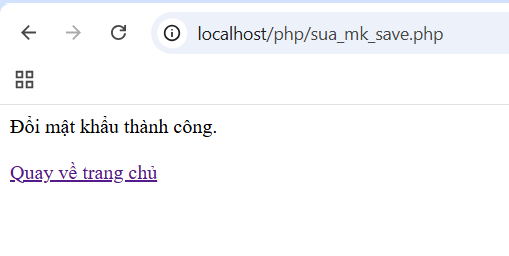 localhost/php/sua_mk_save.php
Đổi mật khẩu thành công.
Quay về trang chủ